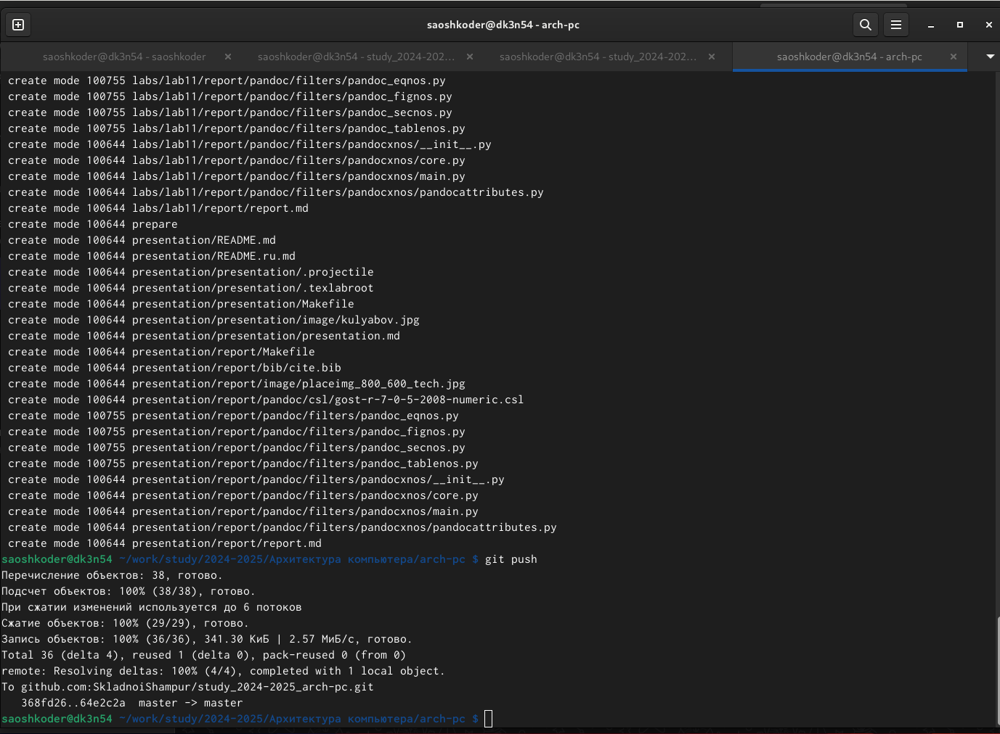 saoshkoder@dk3n54 - arch-pc
saoshkoder@dk3n54 - saoshkoder × saoshkoder@dk3n54 - study_2024-202... × saoshkoder@dk3n54 - study_2024-202... × saoshkoder@dk3n54 - arch-pc ×
create mode 100755 labs/lab11/report/pandoc/filters/pandoc_eqnos.py
create mode 100755 labs/lab11/report/pandoc/filters/pandoc_fignos.py
create mode 100755 labs/lab11/report/pandoc/filters/pandoc_secnos.py
create mode 100755 labs/lab11/report/pandoc/filters/pandoc_tablenos.py
create mode 100644 labs/lab11/report/pandoc/filters/pandocxnos/__init__.py
create mode 100644 labs/lab11/report/pandoc/filters/pandocxnos/core.py
create mode 100644 labs/lab11/report/pandoc/filters/pandocxnos/main.py
create mode 100644 labs/lab11/report/pandoc/filters/pandocxnos/pandocattributes.py
create mode 100644 labs/lab11/report/report.md
create mode 100644 prepare
create mode 100644 presentation/README.md
create mode 100644 presentation/README.ru.md
create mode 100644 presentation/presentation/.projectile
create mode 100644 presentation/presentation/.texlabroot
create mode 100644 presentation/presentation/Makefile
create mode 100644 presentation/presentation/image/kulyabov.jpg
create mode 100644 presentation/presentation/presentation.md
create mode 100644 presentation/report/Makefile
create mode 100644 presentation/report/bib/cite.bib
create mode 100644 presentation/report/image/placeimg_800_600_tech.jpg
create mode 100644 presentation/report/pandoc/csl/gost-r-7-0-5-2008-numeric.csl
create mode 100755 presentation/report/pandoc/filters/pandoc_eqnos.py
create mode 100755 presentation/report/pandoc/filters/pandoc_fignos.py
create mode 100755 presentation/report/pandoc/filters/pandoc_secnos.py
create mode 100755 presentation/report/pandoc/filters/pandoc_tablenos.py
create mode 100644 presentation/report/pandoc/filters/pandocxnos/__init__.py
create mode 100644 presentation/report/pandoc/filters/pandocxnos/core.py
create mode 100644 presentation/report/pandoc/filters/pandocxnos/main.py
create mode 100644 presentation/report/pandoc/filters/pandocxnos/pandocattributes.py
create mode 100644 presentation/report/report.md
saoshkoder@dk3n54 ~/work/study/2024-2025/Архитектура компьютера/arch-pc $ git push
Перечисление объектов: 38, готово.
Подсчет объектов: 100% (38/38), готово.
При сжатии изменений используется до 6 потоков
Сжатие объектов: 100% (29/29), готово.
Запись объектов: 100% (36/36), 341.30 КиБ | 2.57 МиБ/с, готово.
Total 36 (delta 4), reused 1 (delta 0), pack-reused 0 (from 0)
remote: Resolving deltas: 100% (4/4), completed with 1 local object.
To github.com:SkladnoiShampur/study_2024-2025_arch-pc.git
368fd26..64e2c2a master -> master
saoshkoder@dk3n54 ~/work/study/2024-2025/Архитектура компьютера/arch-pc $